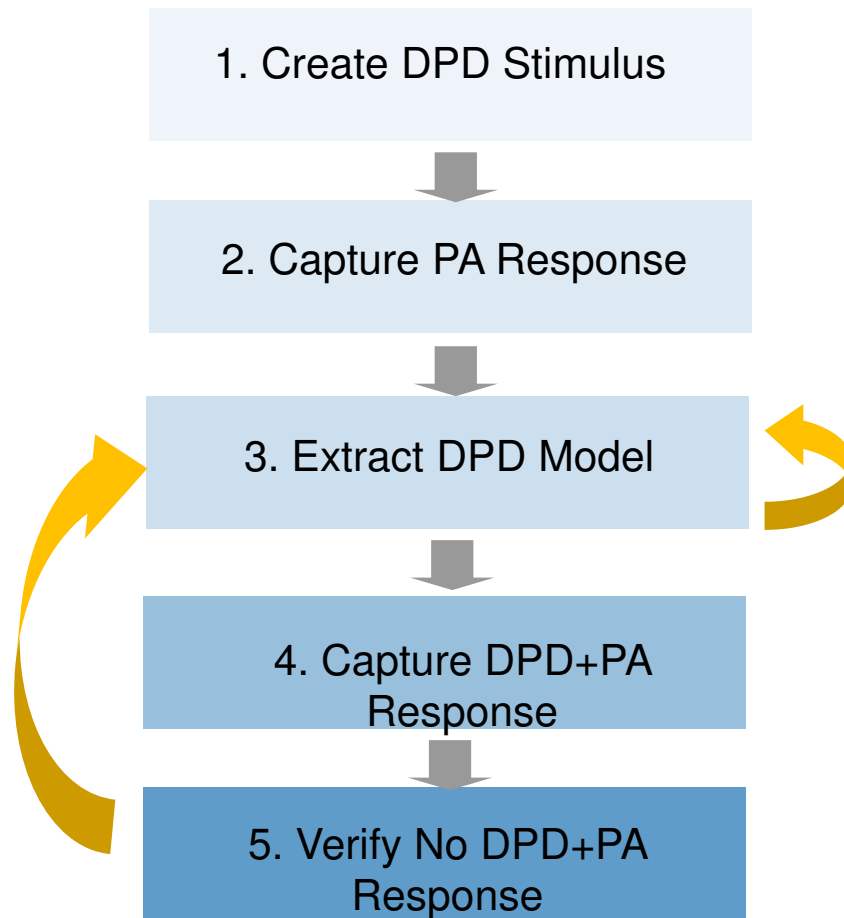 1. Create DPD Stimulus
2. Capture PA Response
3. Extract DPD Model
4. Capture DPD+PA
Response
5. Verify No DPD+PA
Response